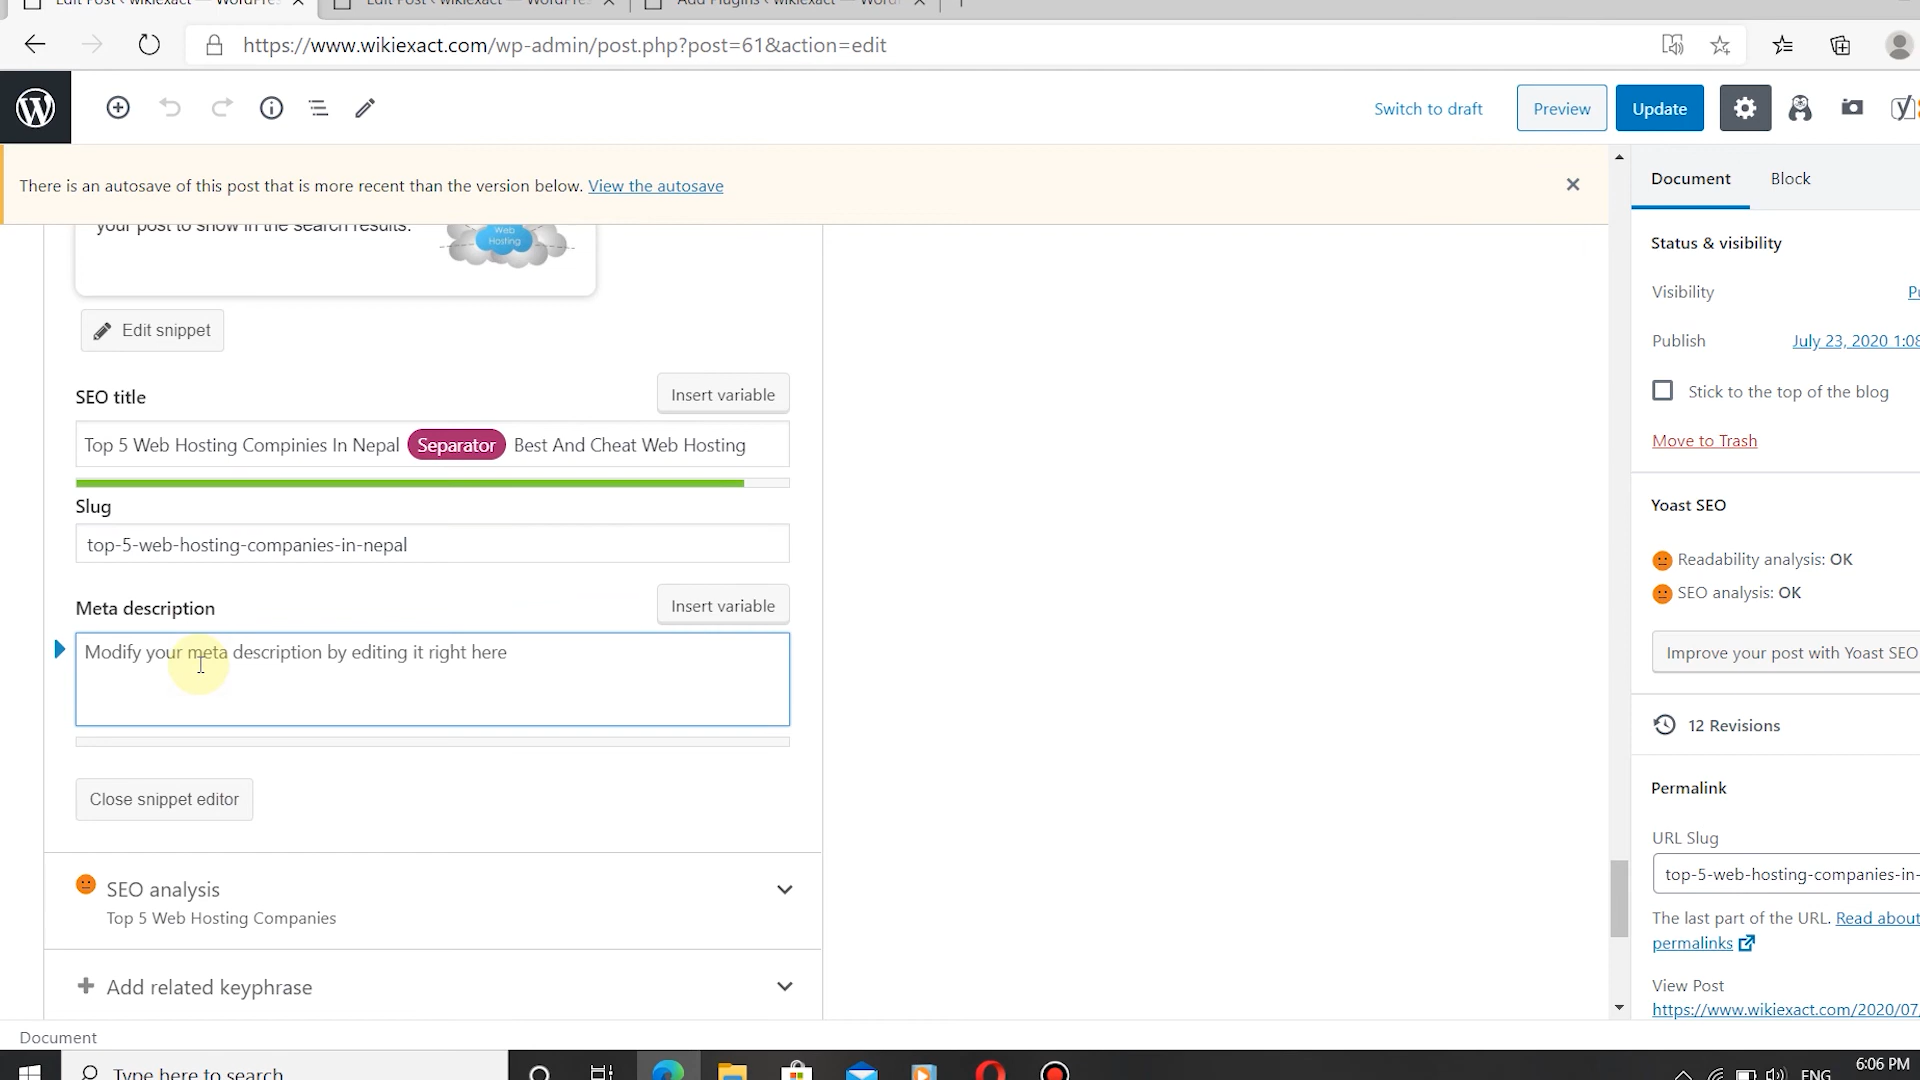 Edit Post ‹ wikiexact — WordPre
Edit Post ‹ wikiexact — WordPre
Add Plugins ‹ wikiexact — Word
https://www.wikiexact.com/wp-admin/post.php?post=61&action=edit
Switch to draft
Preview
Update
There is an autosave of this post that is more recent than the version below. View the autosave
Document
Block
your post to show in the search results.
Web
Hosting
Status & visibility
Visibility
Pu
Edit snippet
Publish
July 23, 2020 1:08
SEO title
Insert variable
Stick to the top of the blog
Top 5 Web Hosting Compinies In Nepal Separator Best And Cheat Web Hosting
Move to Trash
Slug
Yoast SEO
top-5-web-hosting-companies-in-nepal
Readability analysis: OK
SEO analysis: OK
Meta description
Insert variable
Modify your meta description by editing it right here
Improve your post with Yoast SEO
12 Revisions
Close snippet editor
Permalink
URL Slug
SEO analysis
top-5-web-hosting-companies-in-
Top 5 Web Hosting Companies
The last part of the URL. Read about
permalinks
Add related keyphrase
View Post
https://www.wikiexact.com/2020/07/
Document
Type here to search
6:06 PM
ENG